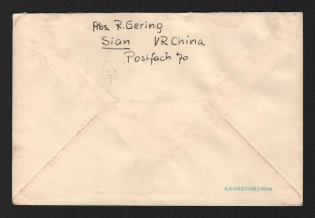 Abs. R. Gering
Sian VR China
Postfach 70